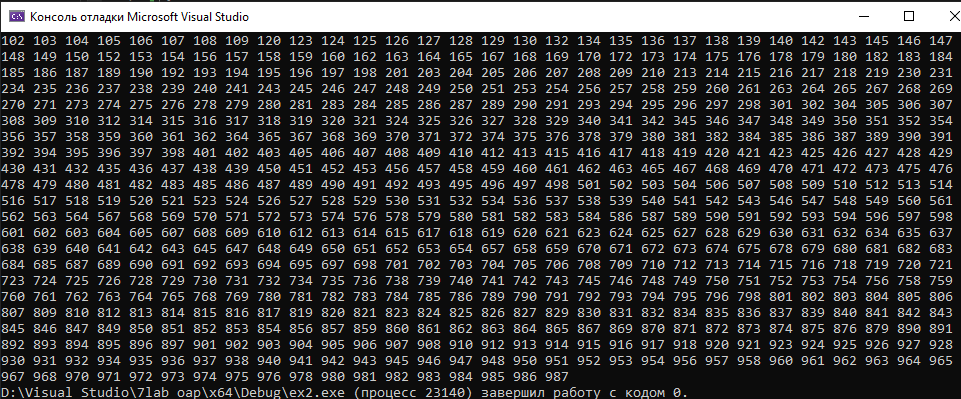 Консоль отладки Microsoft Visual Studio
102 103 104 105 106 107 108 109 120 123 124 125 126 127 128 129 130 132 134 135 136 137 138 139 140 142 143 145 146 147
148 149 150 152 153 154 156 157 158 159 160 162 163 164 165 167 168 169 170 172 173 174 175 176 178 179 180 182 183 184
185 186 187 189 190 192 193 194 195 196 197 198 201 203 204 205 206 207 208 209 210 213 214 215 216 217 218 219 230 231
234 235 236 237 238 239 240 241 243 245 246 247 248 249 250 251 253 254 256 257 258 259 260 261 263 264 265 267 268 269
270 271 273 274 275 276 278 279 280 281 283 284 285 286 287 289 290 291 293 294 295 296 297 298 301 302 304 305 306 307
308 309 310 312 314 315 316 317 318 319 320 321 324 325 326 327 328 329 340 341 342 345 346 347 348 349 350 351 352 354
356 357 358 359 360 361 362 364 365 367 368 369 370 371 372 374 375 376 378 379 380 381 382 384 385 386 387 389 390 391
392 394 395 396 397 398 401 402 403 405 406 407 408 409 410 412 413 415 416 417 418 419 420 421 423 425 426 427 428 429
430 431 432 435 436 437 438 439 450 451 452 453 456 457 458 459 460 461 462 463 465 467 468 469 470 471 472 473 475 476
478 479 480 481 482 483 485 486 487 489 490 491 492 493 495 496 497 498 501 502 503 504 506 507 508 509 510 512 513 514
516 517 518 519 520 521 523 524 526 527 528 529 530 531 532 534 536 537 538 539 540 541 542 543 546 547 548 549 560 561
562 563 564 567 568 569 570 571 572 573 574 576 578 579 580 581 582 583 584 586 587 589 590 591 592 593 594 596 597 598
601 602 603 604 605 607 608 609 610 612 613 614 615 617 618 619 620 621 623 624 625 627 628 629 630 631 632 634 635 637
638 639 640 641 642 643 645 647 648 649 650 651 652 653 654 657 658 659 670 671 672 673 674 675 678 679 680 681 682 683
684 685 687 689 690 691 692 693 694 695 697 698 701 702 703 704 705 706 708 709 710 712 713 714 715 716 718 719 720 721
723 724 725 726 728 729 730 731 732 734 735 736 738 739 740 741 742 743 745 746 748 749 750 751 752 753 754 756 758 759
760 761 762 763 764 765 768 769 780 781 782 783 784 785 786 789 790 791 792 793 794 795 796 798 801 802 803 804 805 806
807 809 810 812 813 814 815 816 817 819 820 821 823 824 825 826 827 829 830 831 832 834 835 836 837 839 840 841 842 843
845 846 847 849 850 851 852 853 854 856 857 859 860 861 862 863 864 865 867 869 870 871 872 873 874 875 876 879 890 891
892 893 894 895 896 897 901 902 903 904 905 906 907 908 910 912 913 914 915 916 917 918 920 921 923 924 925 926 927 928
930 931 932 934 935 936 937 938 940 941 942 943 945 946 947 948 950 951 952 953 954 956 957 958 960 961 962 963 964 965
967 968 970 971 972 973 974 975 976 978 980 981 982 983 984 985 986 987
D:\Visual Studio\7lab oap\x64\Debug\ex2.exe (процесс 23140) завершил работу с кодом 0.